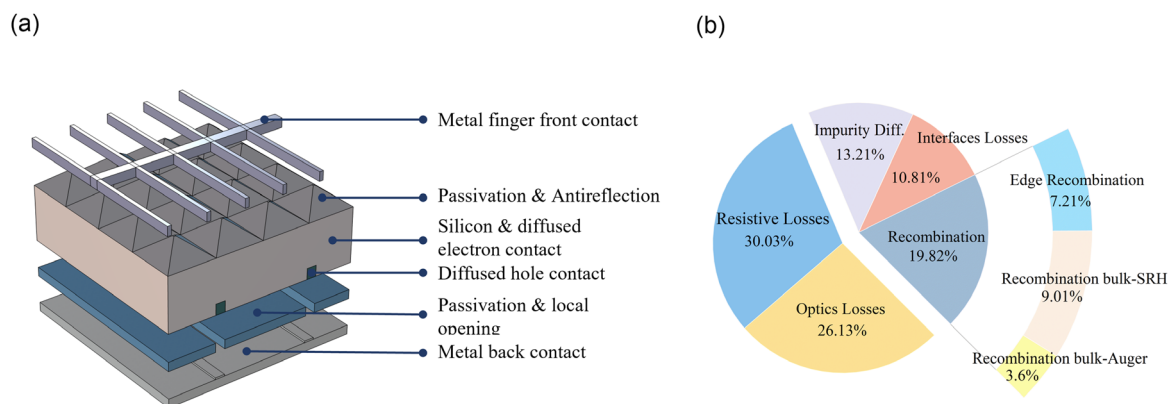 (a)
Metal finger front contact
Passivation & Antireflection
Silicon & diffused
electron contact
Diffused hole contact
Passivation & local
opening
Metal back contact
(b)
Impurity Diff.
13.21%
Interfaces Losses
10.81%
Resistive Losses
30.03%
Recombination
19.82%
Optics Losses
26.13%
Edge Recombination
7.21%
Recombination bulk-SRH
9.01%
Recombination bulk-Auger
3.6%